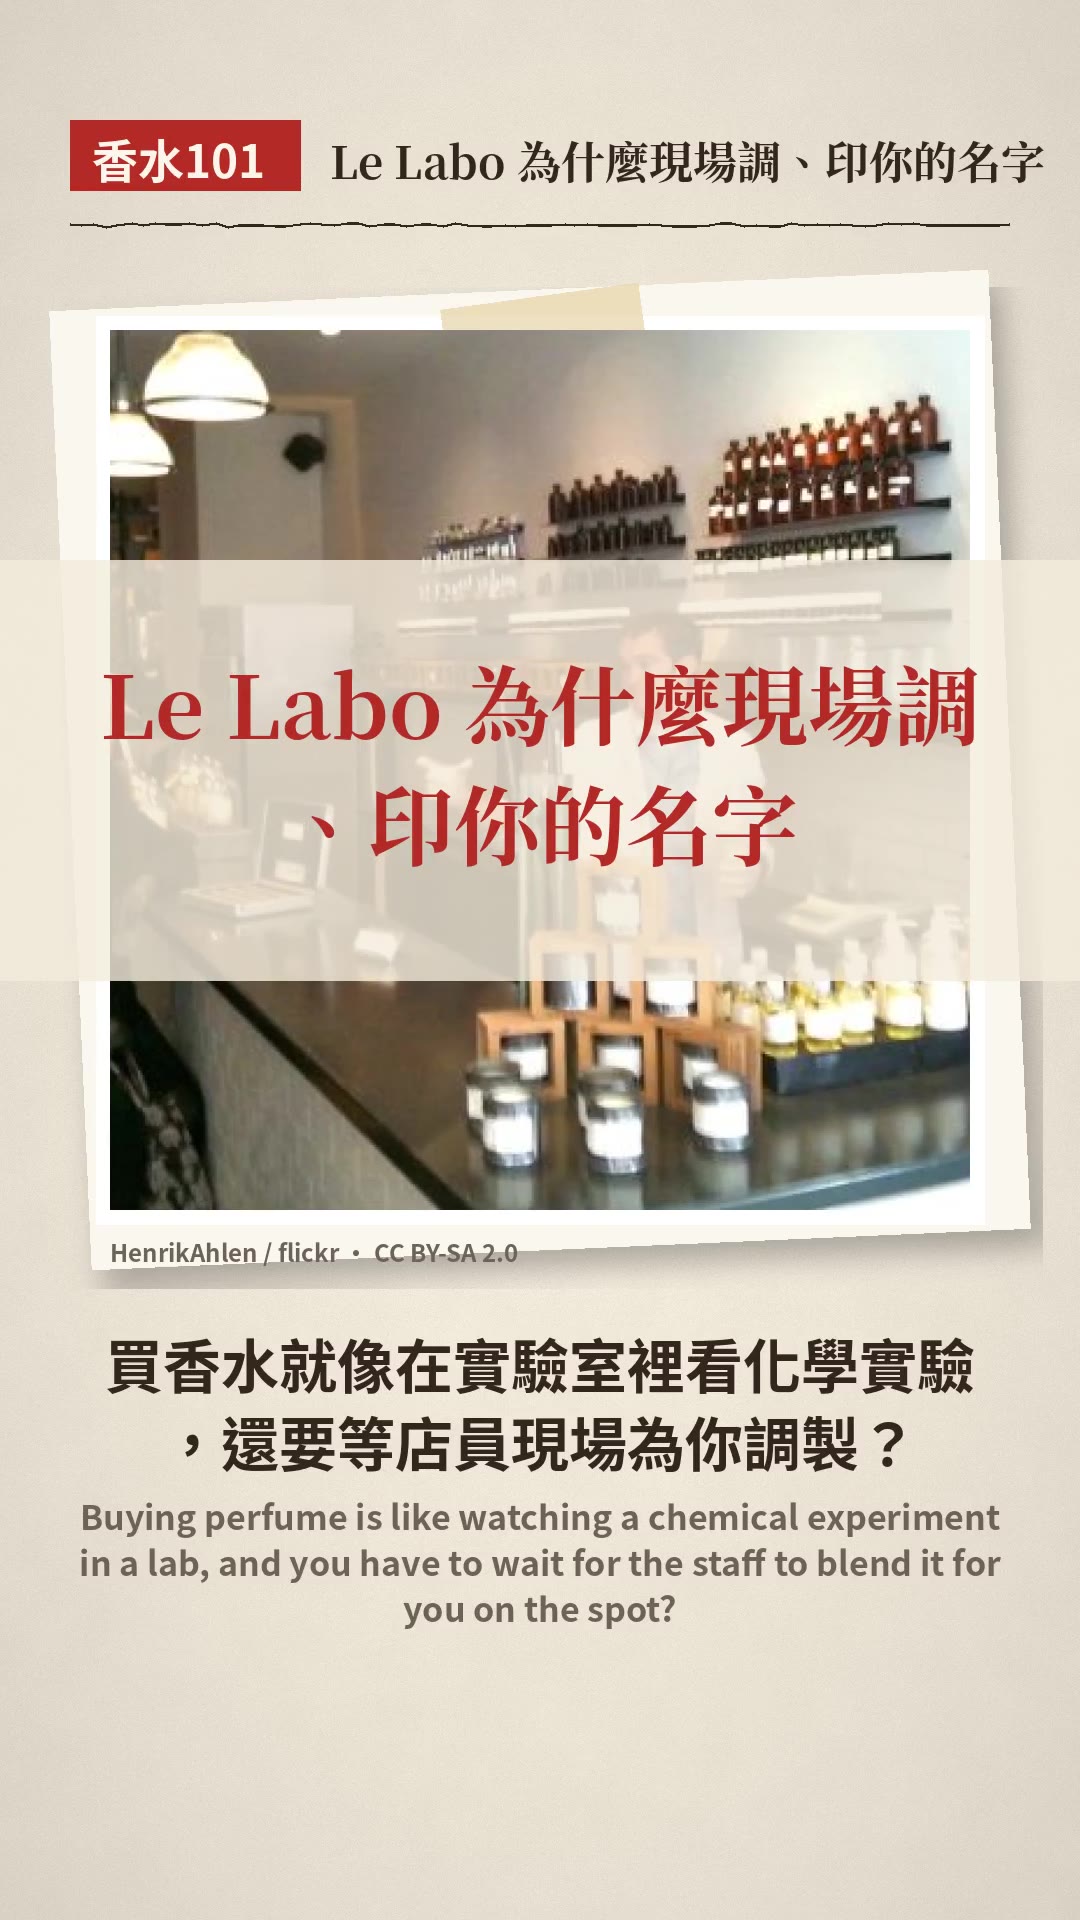 香水101
Le Labo 為什麼現場調、印你的名字
Le Labo 為什麼現場調
、印你的名字
HenrikAhlen / flickr · CC BY-SA 2.0
買香水就像在實驗室裡看化學實驗
，還要等店員現場為你調製？
Buying perfume is like watching a chemical experiment
in a lab, and you have to wait for the staff to blend it for
you on the spot?